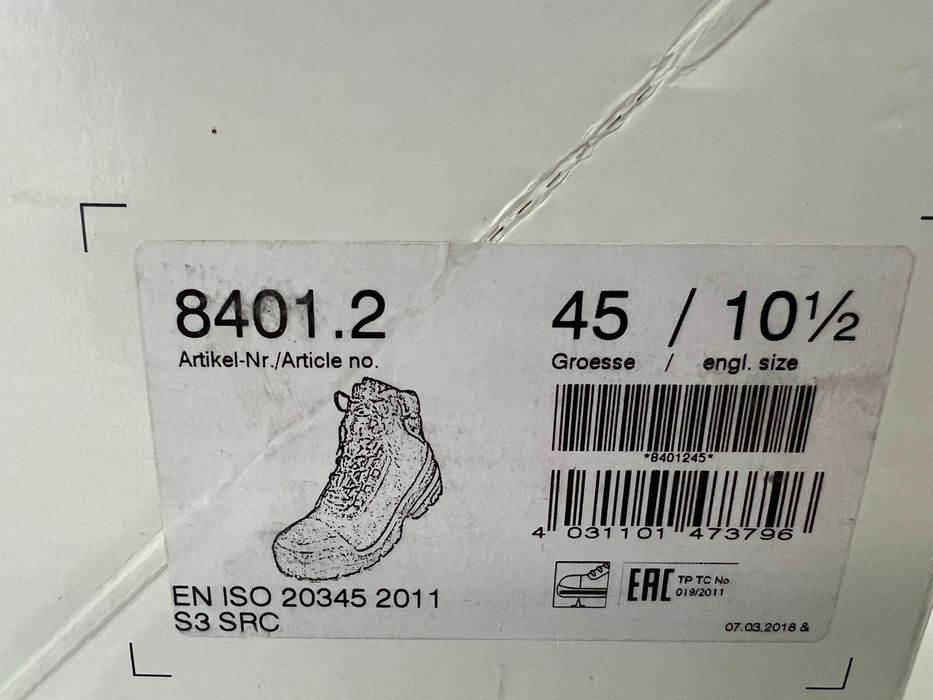 8401.2
Artikel-Nr./Article no.
45 / 10½
Groesse / engl. size
*8401245*
4 031101 473796
EAC TP TC No
019/2011
EN ISO 20345 2011
S3 SRC
07.03.2018 &